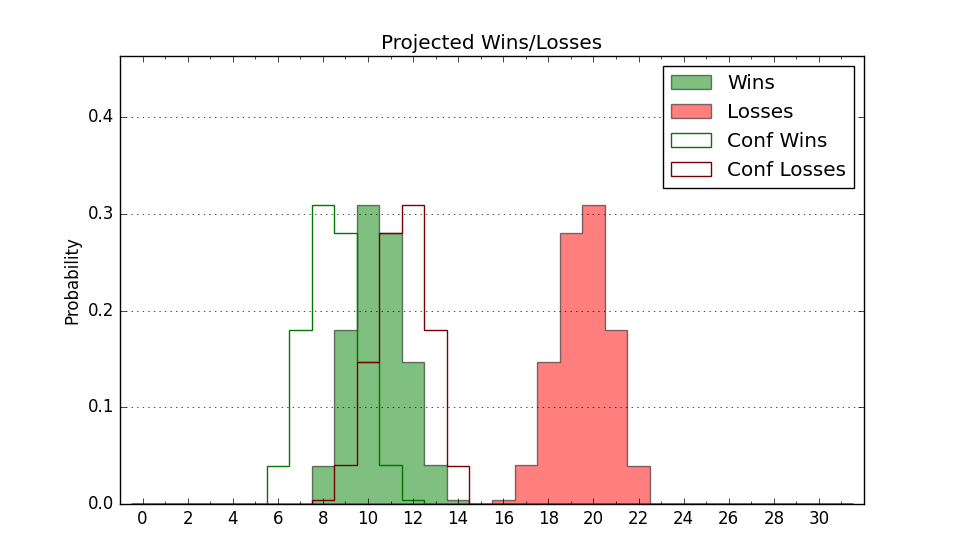 Projected Wins/Losses
Wins
Losses
Conf Wins
Conf Losses
Probability
0.4
0.3
0.2
0.1
0.0
0 2 4 6 8 10 12 14 16 18 20 22 24 26 28 30